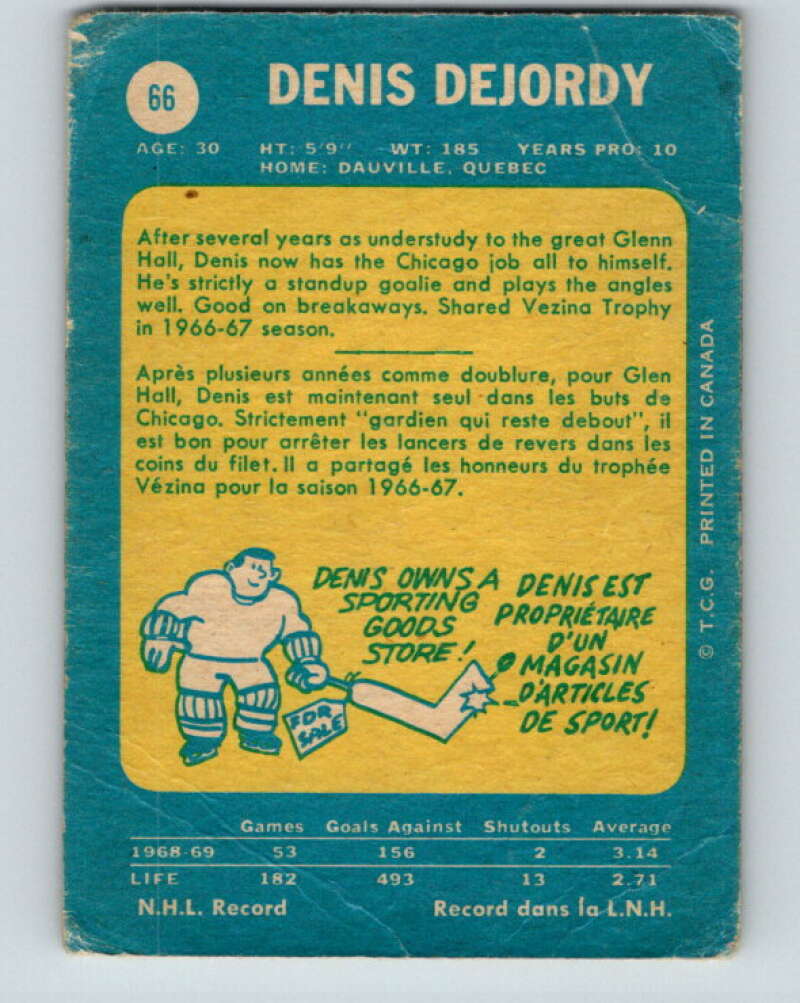 66
DENIS DEJORDY
AGE: 30 HT: 5'9" WT: 185 YEARS PRO: 10
HOME: DAUVILLE, QUEBEC
After several years as understudy to the great Glenn
Hall, Denis now has the Chicago job all to himself.
He's strictly a standup goalie and plays the angles
well. Good on breakaways. Shared Vezina Trophy
in 1966-67 season.
Après plusieurs années comme doublure, pour Glen
Hall, Denis est maintenant seul dans les buts de
Chicago. Strictement "gardien qui reste debout", il
est bon pour arrêter les lancers de revers dans les
coins du filet. Il a partagé les honneurs du trophée
Vézina pour la saison 1966-67.
DENIS OWNS A
SPORTING
GOODS
STORE!
DENIS EST
PROPRIÉTAIRE
D'UN
MAGASIN
D'ARTICLES
DE SPORT!
FOR
SALE
© T.C.G. PRINTED IN CANADA
Games Goals Against Shutouts Average
1968-69 53 156 2 3.14
LIFE 182 493 13 2.71
N.H.L. Record Record dans la L.N.H.